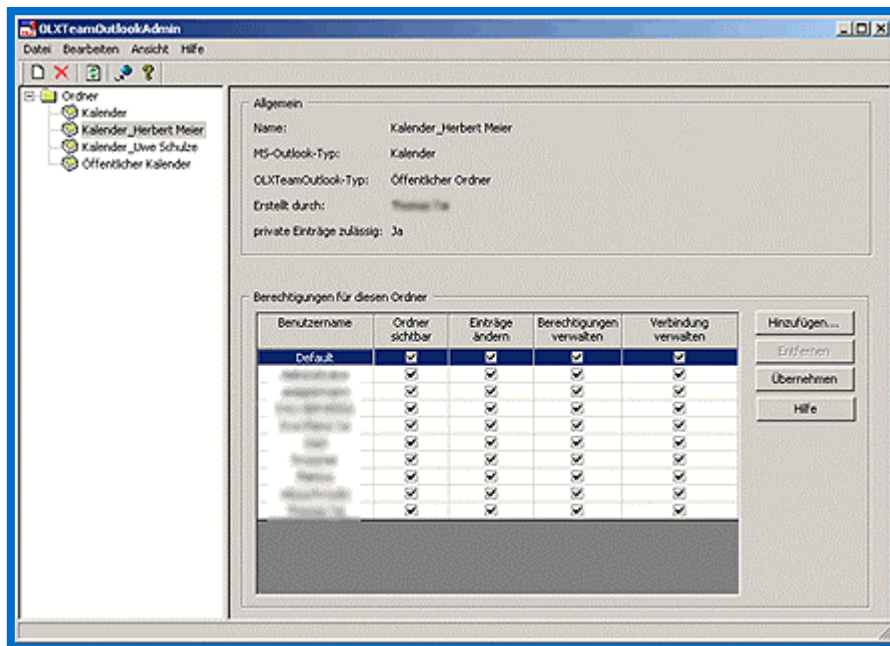 OLXTeamOutlookAdmin
Datei Bearbeiten Ansicht Hilfe
Ordner
Kalender
Kalender_Herbert Meier
Kalender_Uwe Schulze
Öffentlicher Kalender
Allgemein
Name: Kalender_Herbert Meier
MS-Outlook-Typ: Kalender
OLXTeamOutlook-Typ: Öffentlicher Ordner
Erstellt durch:
private Einträge zulässig: Ja
Berechtigungen für diesen Ordner
Benutzername Ordner sichtbar Einträge ändern Berechtigungen verwalten Verbindung verwalten
Default
Hinzufügen...
Entfernen
Übernehmen
Hilfe